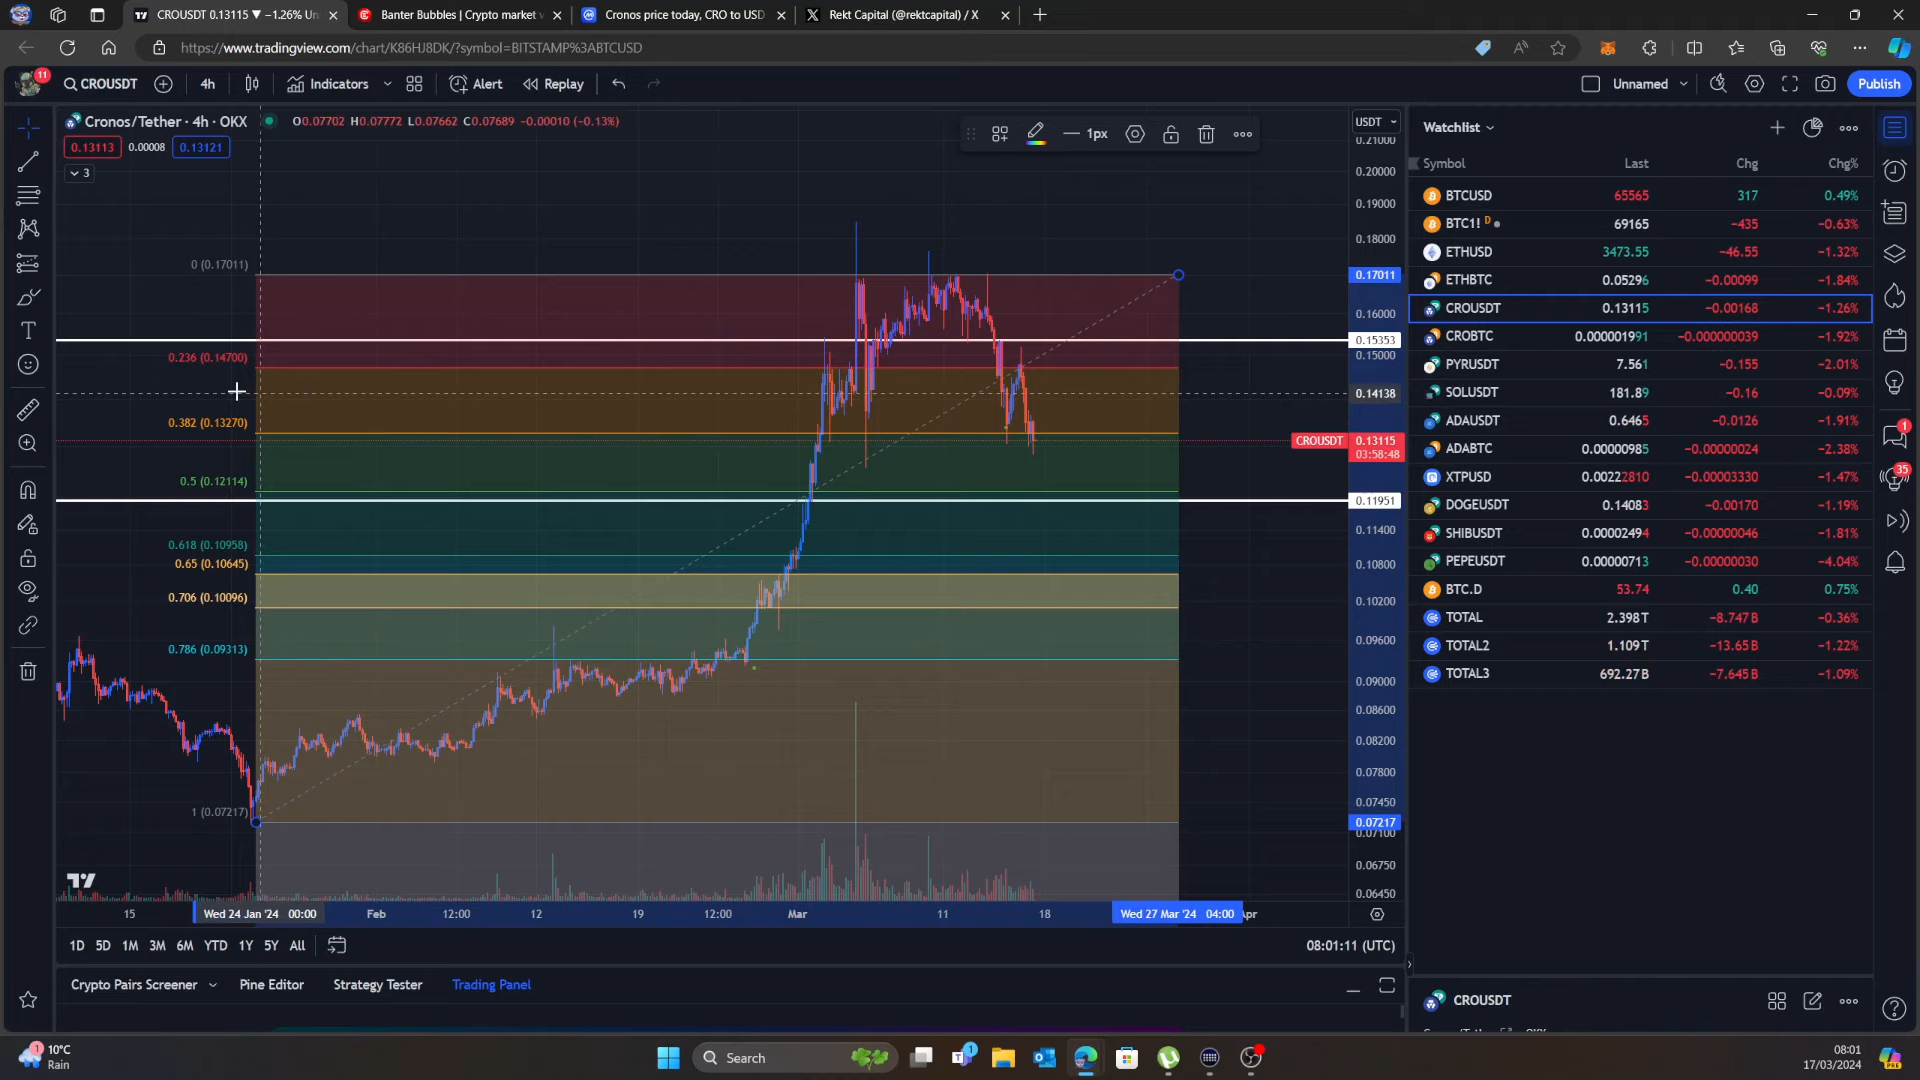 CROUSDT 0.13115 ▼ −1.26% Un
Banter Bubbles | Crypto market v
Cronos price today, CRO to USD
Rekt Capital (@rektcapital) / X
https://www.tradingview.com/chart/K86HJ8DK/?symbol=BITSTAMP%3ABTCUSD
11
CROUSDT
4h
Indicators
Alert
Replay
Unnamed
Publish
Cronos/Tether · 4h · OKX
O0.07702 H0.07772 L0.07662 C0.07689 −0.00010 (−0.13%)
0.13113
0.00008
0.13121
3
1px
USDT
0.21000
0.20000
0.19000
0.18000
0.17011
0.16000
0.15353
0.15000
0.14138
CROUSDT
0.13115
03:58:48
0.11951
0.11400
0.10800
0.10200
0.09600
0.09000
0.08600
0.08200
0.07800
0.07450
0.07217
0.07100
0.06750
0.06450
0 (0.17011)
0.236 (0.14700)
0.382 (0.13270)
0.5 (0.12114)
0.618 (0.10958)
0.65 (0.10645)
0.706 (0.10096)
0.786 (0.09313)
1 (0.07217)
15
Wed 24 Jan '24 00:00
Feb
12:00
12
19
12:00
Mar
11
18
Wed 27 Mar '24 04:00
Apr
1D 5D 1M 3M 6M YTD 1Y 5Y All
08:01:11 (UTC)
Crypto Pairs Screener
Pine Editor
Strategy Tester
Trading Panel
Watchlist
Symbol Last Chg Chg%
BTCUSD 65565 317 0.49%
BTC1! D 69165 −435 −0.63%
ETHUSD 3473.55 −46.55 −1.32%
ETHBTC 0.05296 −0.00099 −1.84%
CROUSDT 0.13115 −0.00168 −1.26%
CROBTC 0.0000001991 −0.000000039 −1.92%
PYRUSDT 7.561 −0.155 −2.01%
SOLUSDT 181.89 −0.16 −0.09%
ADAUSDT 0.6465 −0.0126 −1.91%
ADABTC 0.00000985 −0.00000024 −2.38%
XTPUSD 0.00222810 −0.00003330 −1.47%
DOGEUSDT 0.14083 −0.00170 −1.19%
SHIBUSDT 0.00002494 −0.00000046 −1.81%
PEPEUSDT 0.00000713 −0.00000030 −4.04%
BTC.D 53.74 0.40 0.75%
TOTAL 2.398T −8.747B −0.36%
TOTAL2 1.109T −13.65B −1.22%
TOTAL3 692.27B −7.645B −1.09%
1
35
CROUSDT
1
10°C
Rain
Search
1
08:01
17/03/2024